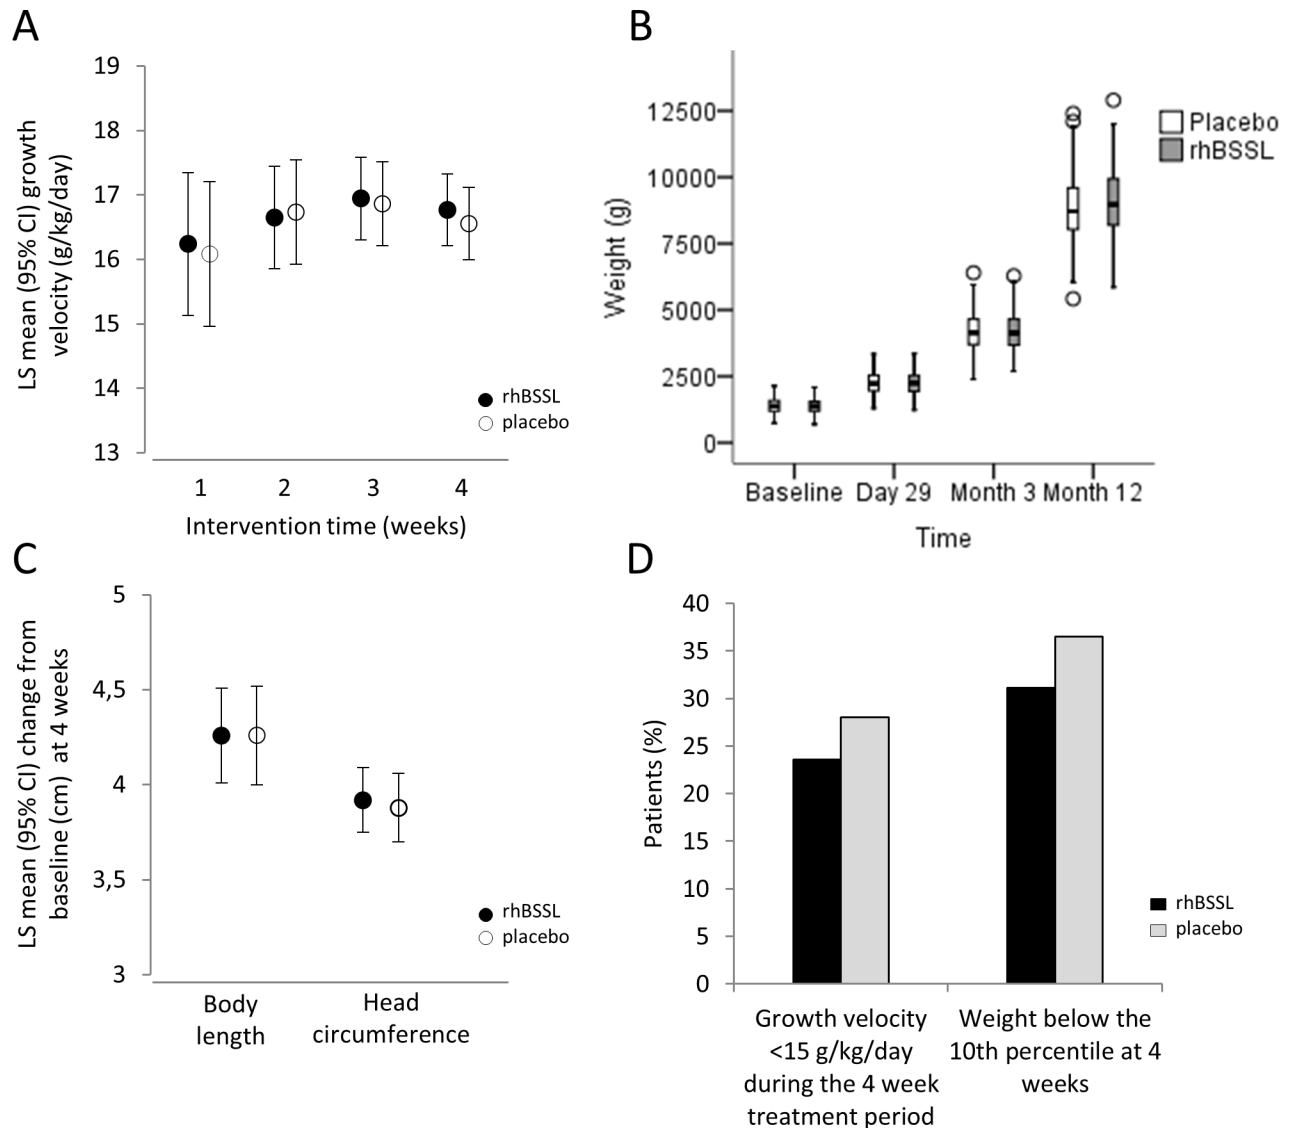 A
LS mean (95% CI) growth
velocity (g/kg/day)
19
18
17
16
15
14
13
rhBSSL
placebo
1 2 3 4
Intervention time (weeks)
B
Weight (g)
12500
10000
7500
5000
2500
0
Placebo
rhBSSL
Baseline Day 29 Month 3 Month 12
Time
C
LS mean (95% CI) change from
baseline (cm) at 4 weeks
5
4,5
4
3,5
3
rhBSSL
placebo
Body
length
Head
circumference
D
Patients (%)
40
35
30
25
20
15
10
5
0
rhBSSL
placebo
Growth velocity
<15 g/kg/day
during the 4 week
treatment period
Weight below the
10th percentile at 4
weeks